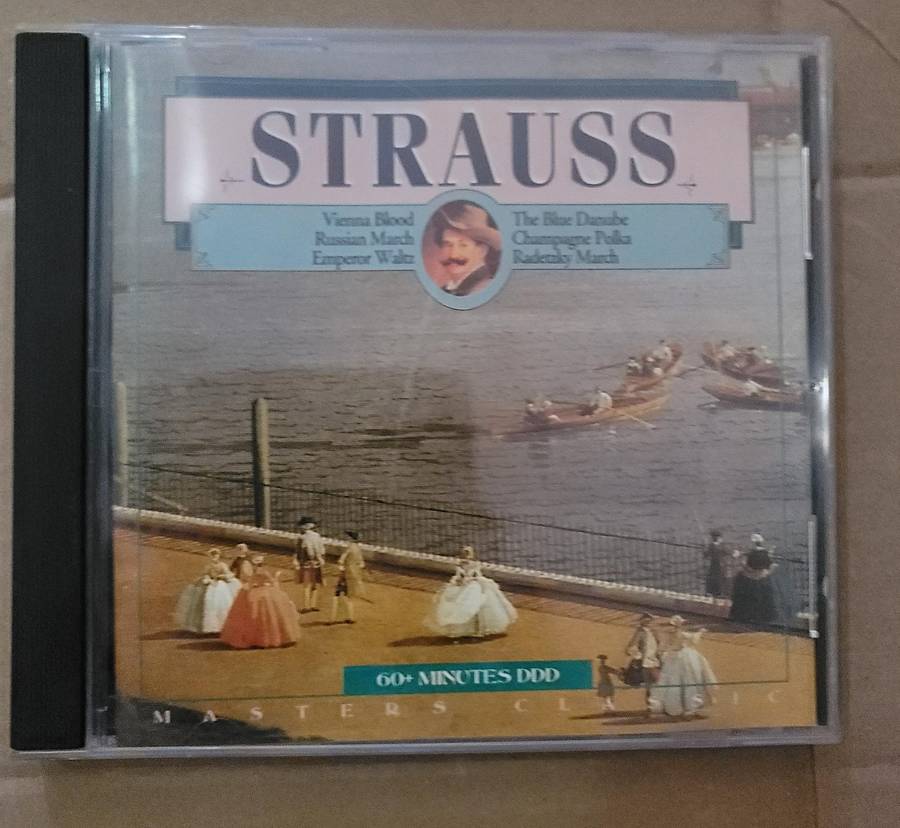 STRAUSS
Vienna Blood
Russian March
Emperor Waltz
The Blue Danube
Champagne Polka
Radetzky March
60+ MINUTES DDD
MASTERS CLASSIC